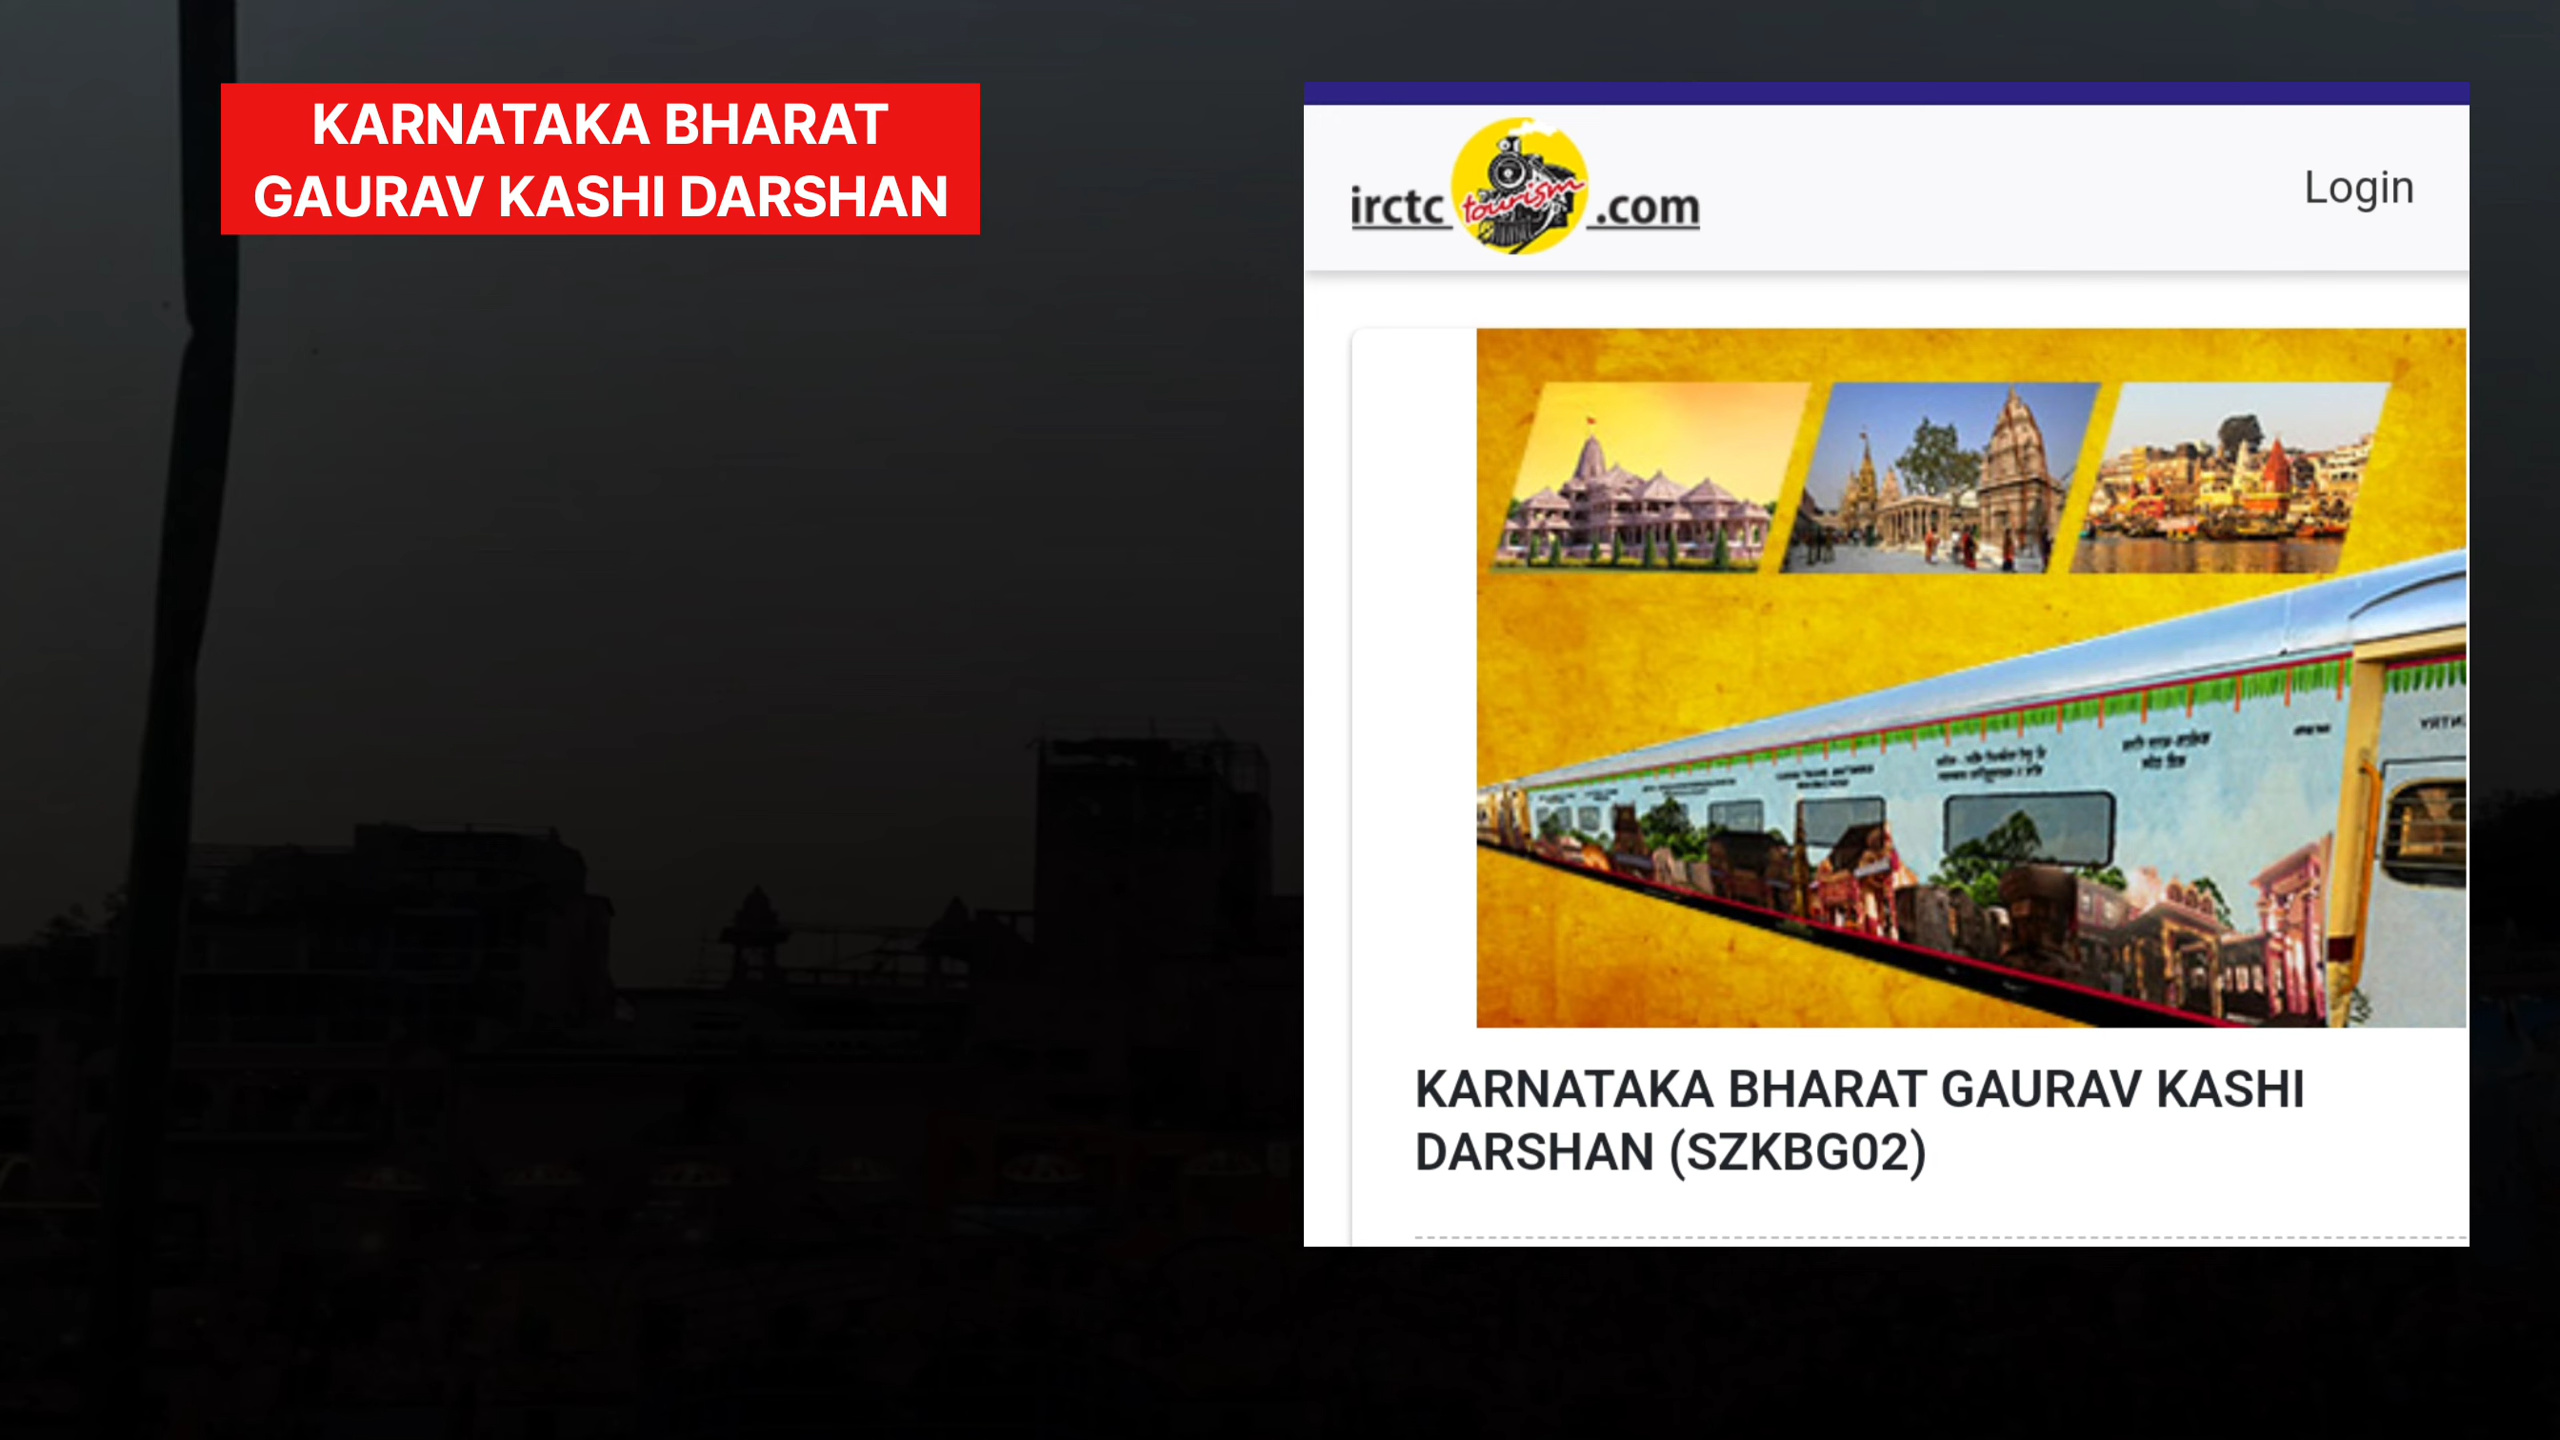 KARNATAKA BHARAT
GAURAV KASHI DARSHAN
irctc tourism .com
Login
KARNATAKA BHARAT GAURAV KASHI
DARSHAN (SZKBG02)